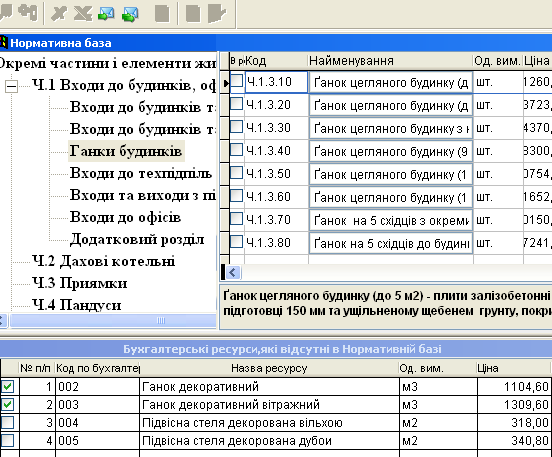 Нормативна база
Окремі частини і елементи жи
Ч.1 Входи до будинків, оф
Входи до будинків т
Входи до будинків т
Ганки будинків
Входи до техпідпіль
Входи та виходи з пі
Входи до офісів
Додатковий розділ
Ч.2 Дахові котельні
Ч.3 Приямки
Ч.4 Пандуси
В р Код Найменування Од. вим. Ціна
Ч.1.3.10 Ґанок цегляного будинку (д шт. 1260,
Ч.1.3.20 Ґанок цегляного будинку (д шт. 3723,
Ч.1.3.30 Ґанок цегляного будинку з н шт. 4370,
Ч.1.3.40 Ґанок цегляного будинку (9 шт. 3300,
Ч.1.3.50 Ґанок цегляного будинку (1 шт. 0754,
Ч.1.3.60 Ґанок цегляного будинку (1 шт. 1652,
Ч.1.3.70 Ґанок на 5 східців з окреми шт. 0150,
Ч.1.3.80 Ґанок на 5 східців до будин шт. 7241,
Ґанок цегляного будинку (до 5 м2) - плити залізобетонні
підготовці 150 мм та ущільненому щебенем ґрунту, покри
Бухгалтерські ресурси,які відсутні в Нормативній базі
№ п/п Код по бухгалте Назва ресурсу Од. вим. Ціна
1 002 Ганок декоративний м3 1104,60
2 003 Ганок декоративний вітражний м3 1309,60
3 004 Підвісна стеля декорована вільхою м2 318,00
4 005 Підвісна стеля декорована дубои м2 340,80